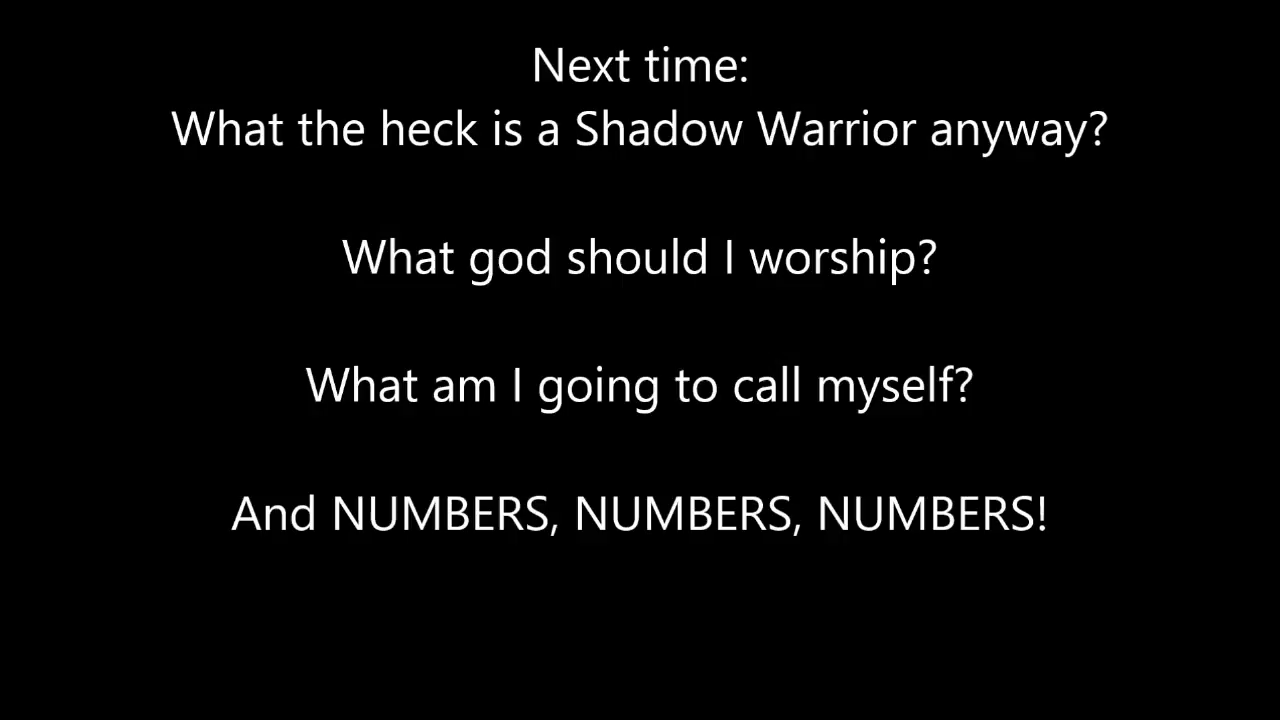 Next time:
What the heck is a Shadow Warrior anyway?
What god should I worship?
What am I going to call myself?
And NUMBERS, NUMBERS, NUMBERS!